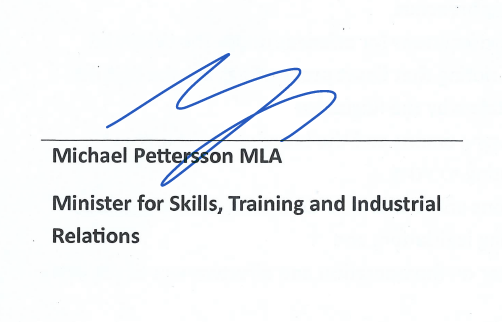 Michael Pettersson MLA
Minister for Skills, Training and Industrial
Relations